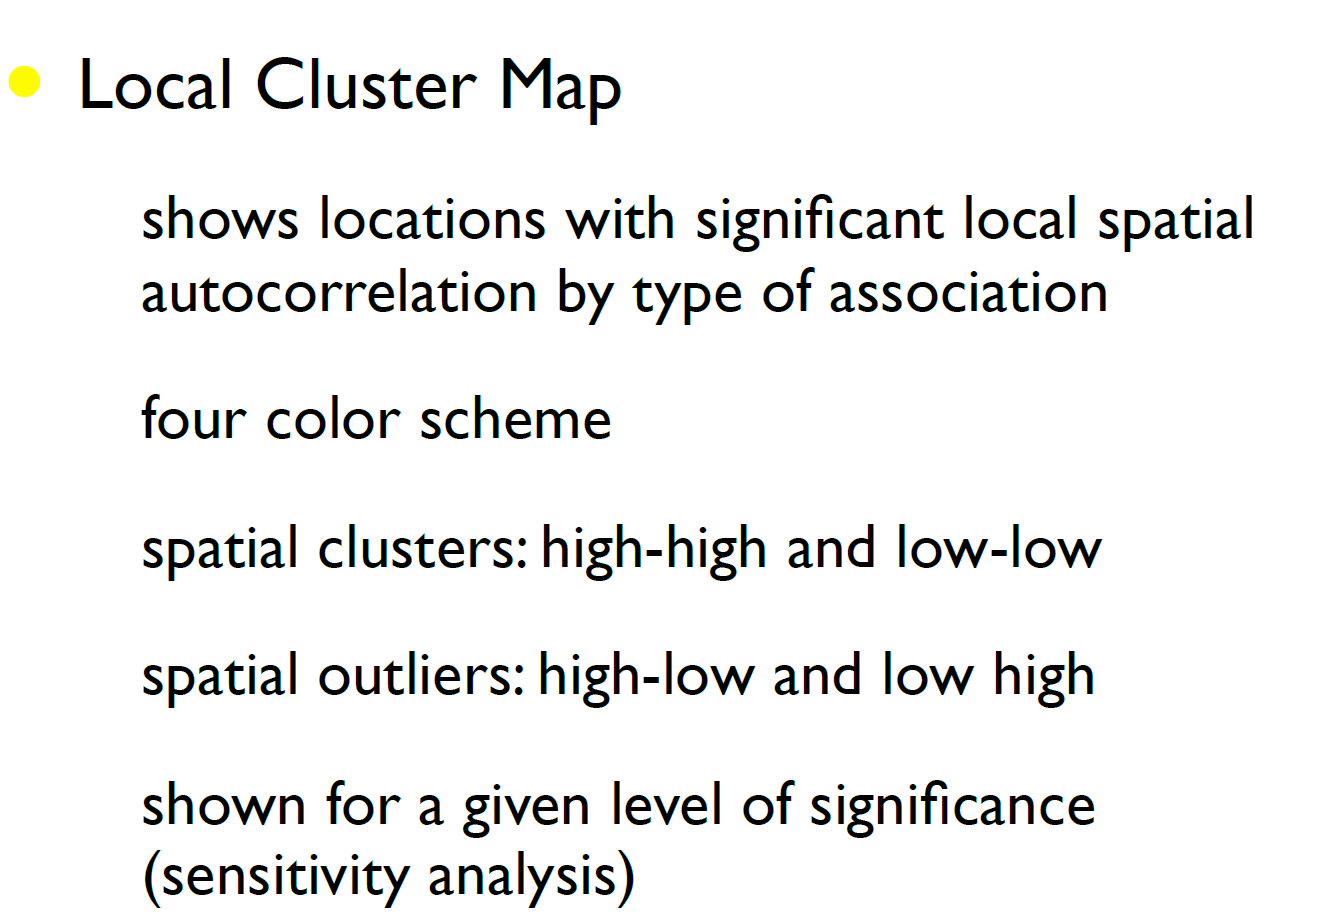 Local Cluster Map
shows locations with significant local spatial
autocorrelation by type of association
four color scheme
spatial clusters: high-high and low-low
spatial outliers: high-low and low high
shown for a given level of significance
(sensitivity analysis)